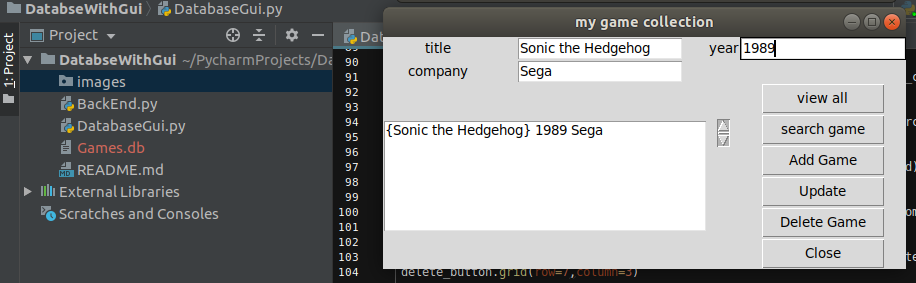 DatabseWithGui DatabaseGui.py
1: Project
Project
DatabseWithGui ~/PycharmProjects/Da
images
BackEnd.py
DatabaseGui.py
Games.db
README.md
External Libraries
Scratches and Consoles
90
91
92
93
94
95
96
97
98
99
100
101
102
103
104 delete_button.grid(row=7,column=3)
my game collection
title Sonic the Hedgehog year 1989
company Sega
{Sonic the Hedgehog} 1989 Sega
view all
search game
Add Game
Update
Delete Game
Close